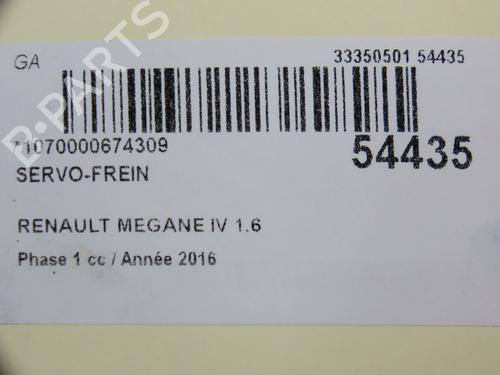 B-PARTS
GA
33350501 54435
*1070000674309
54435
SERVO-FREIN
RENAULT MEGANE IV 1.6
Phase 1 cc / Année 2016